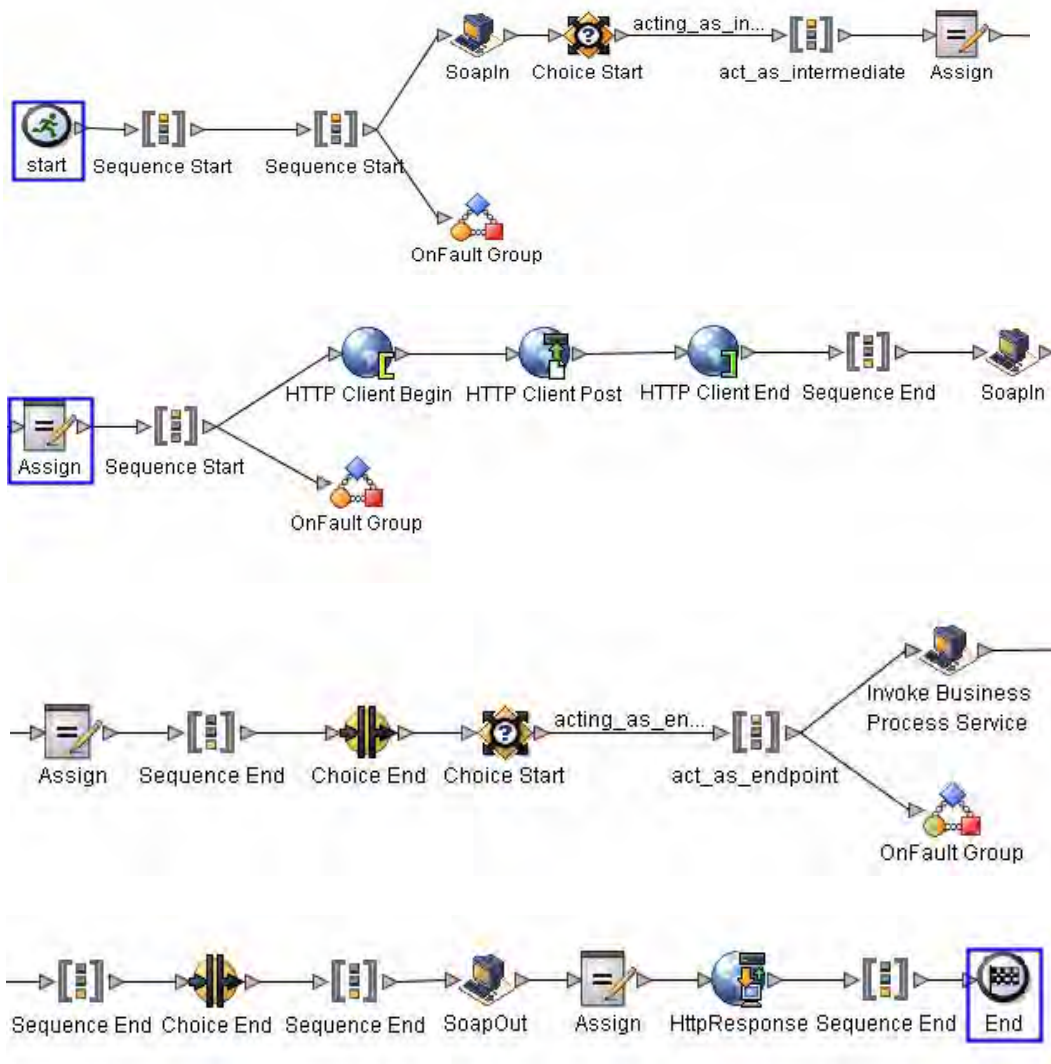 acting_as_in...
SoapIn Choice Start act_as_intermediate Assign
start Sequence Start Sequence Start
OnFault Group
HTTP Client Begin HTTP Client Post HTTP Client End Sequence End SoapIn
Assign Sequence Start
OnFault Group
acting_as_en...
Invoke Business
Process Service
Assign Sequence End Choice End Choice Start act_as_endpoint
OnFault Group
Sequence End Choice End Sequence End SoapOut Assign HttpResponse Sequence End End